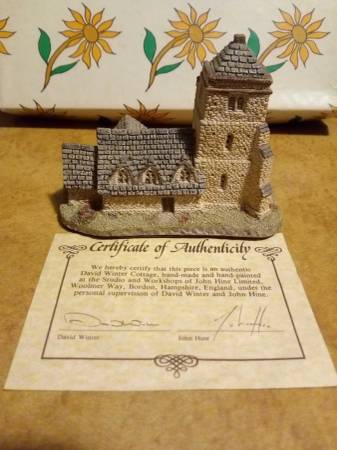 Certificate of Authenticity
We hereby certify that this piece is an authentic
David Winter Cottage, hand-made and hand-painted
at the Studio and Workshops of John Hine Limited,
Woolmer Way, Bordon, Hampshire, England, under the
personal supervision of David Winter and John Hine.
David Winter John Hine